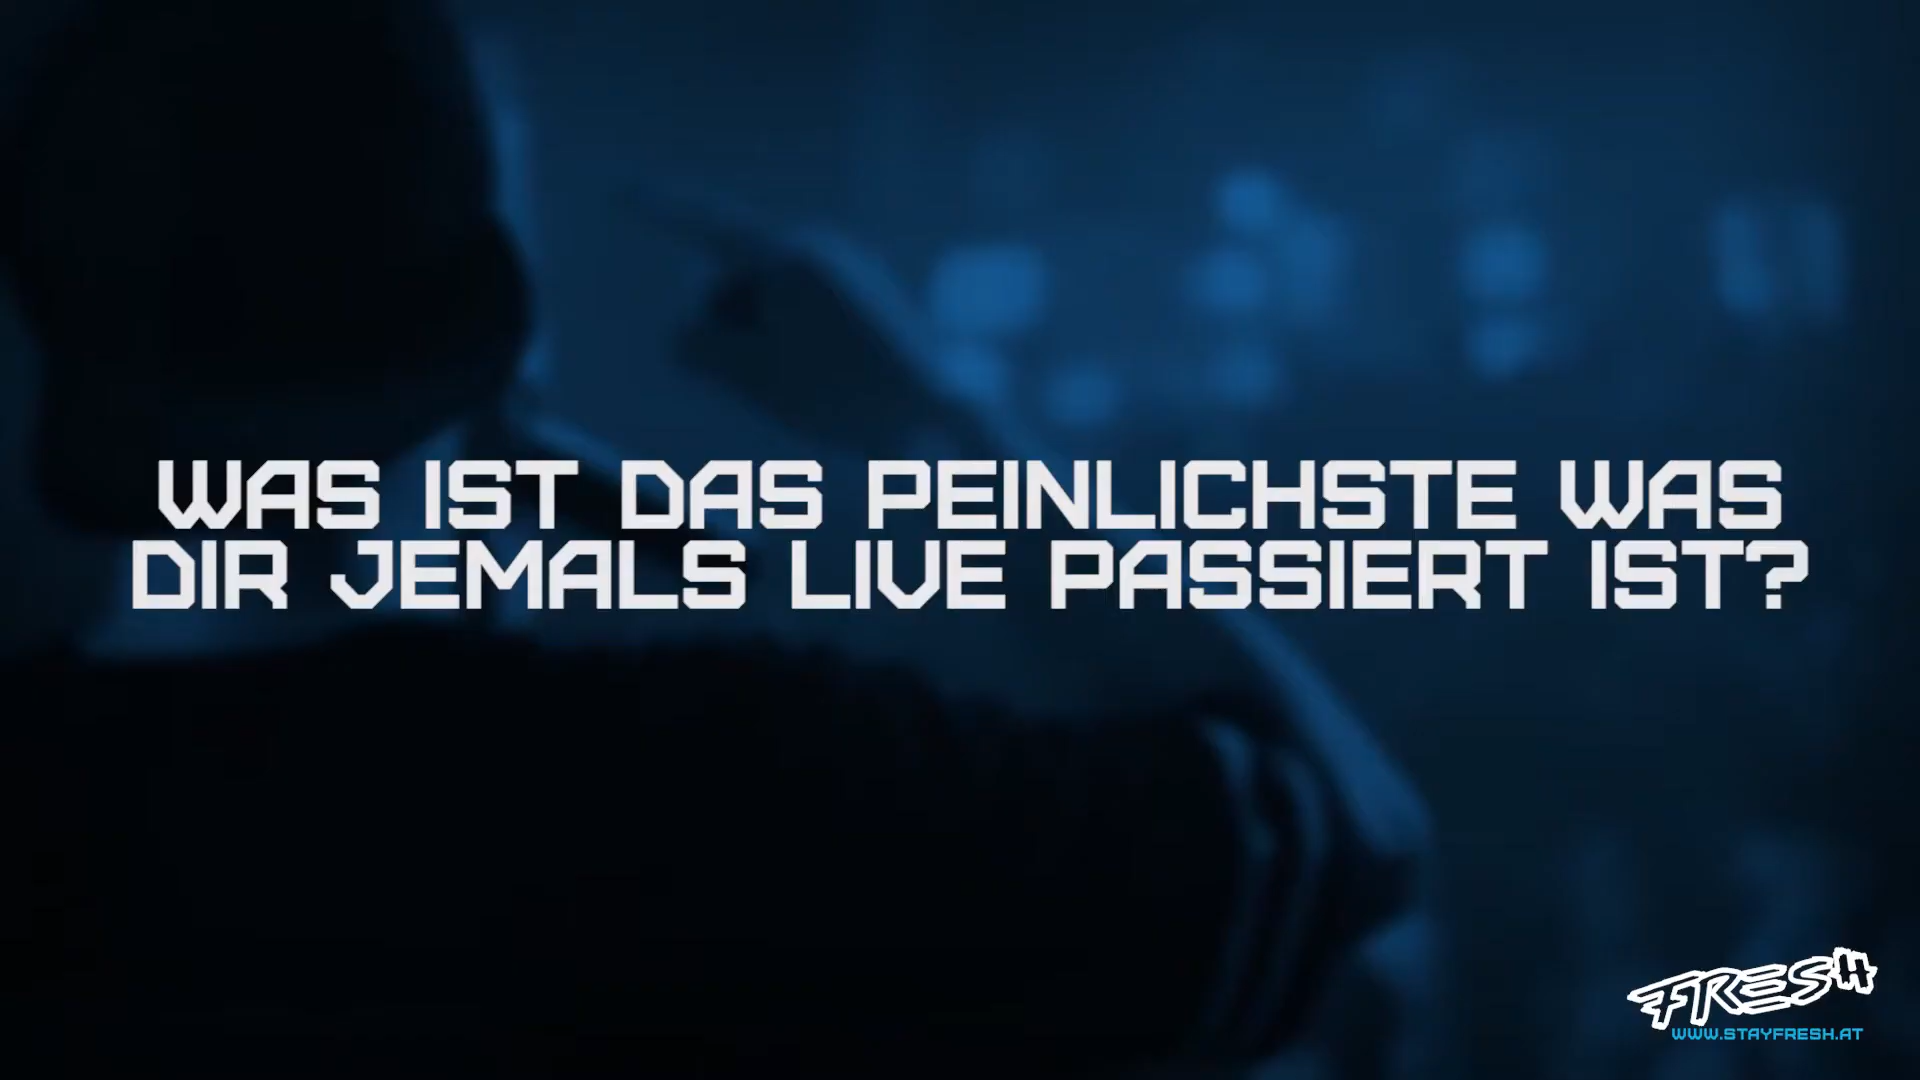 WAS IST DAS PEINLICHSTE WAS
DIR JEMALS LIVE PASSIERT IST?
FRESH
WWW.STAYFRESH.AT